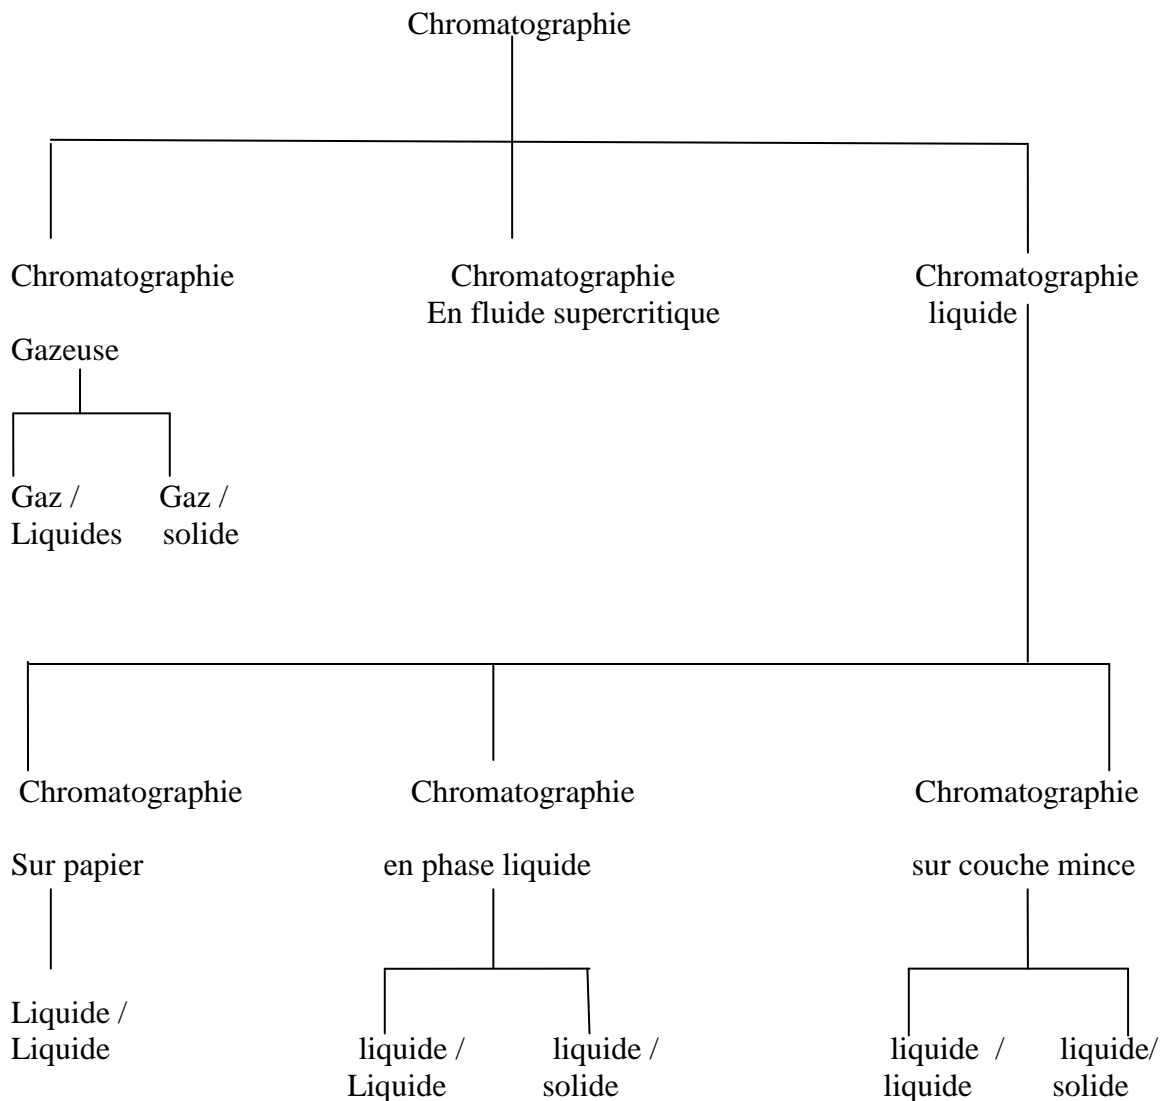 Chromatographie
Chromatographie
Gazeuse
Chromatographie
En fluide supercritique
Chromatographie
liquide
Gaz /
Liquides
Gaz /
solide
Chromatographie
Sur papier
Chromatographie
en phase liquide
Chromatographie
sur couche mince
Liquide /
Liquide
liquide /
Liquide
liquide /
solide
liquide /
liquide
liquide/
solide